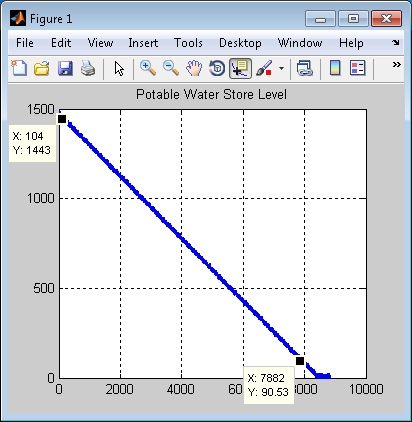 Figure 1
File Edit View Insert Tools Desktop Window Help
Potable Water Store Level
1500
X: 104
Y: 1443
1000
500
X: 7882
Y: 90.53
0
0 2000 4000 8000 10000